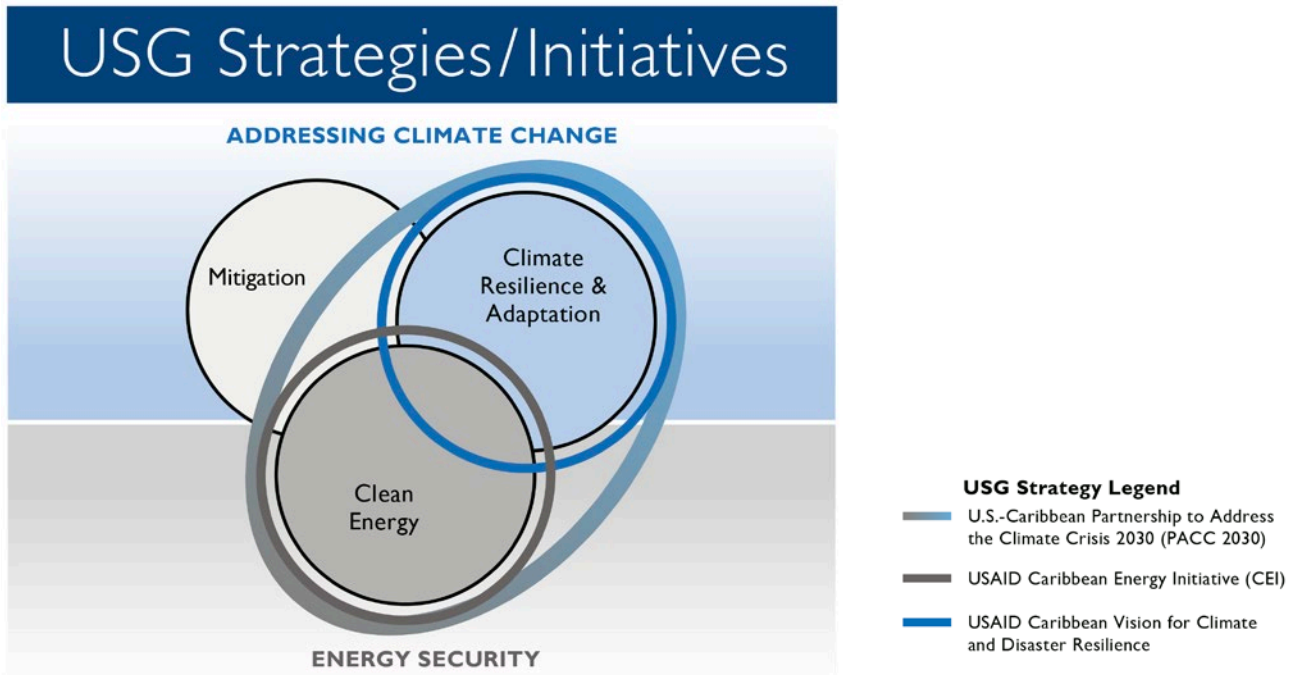 USG Strategies/Initiatives
ADDRESSING CLIMATE CHANGE
Mitigation
Climate
Resilience &
Adaptation
Clean
Energy
ENERGY SECURITY
USG Strategy Legend
U.S.-Caribbean Partnership to Address
the Climate Crisis 2030 (PACC 2030)
USAID Caribbean Energy Initiative (CEI)
USAID Caribbean Vision for Climate
and Disaster Resilience